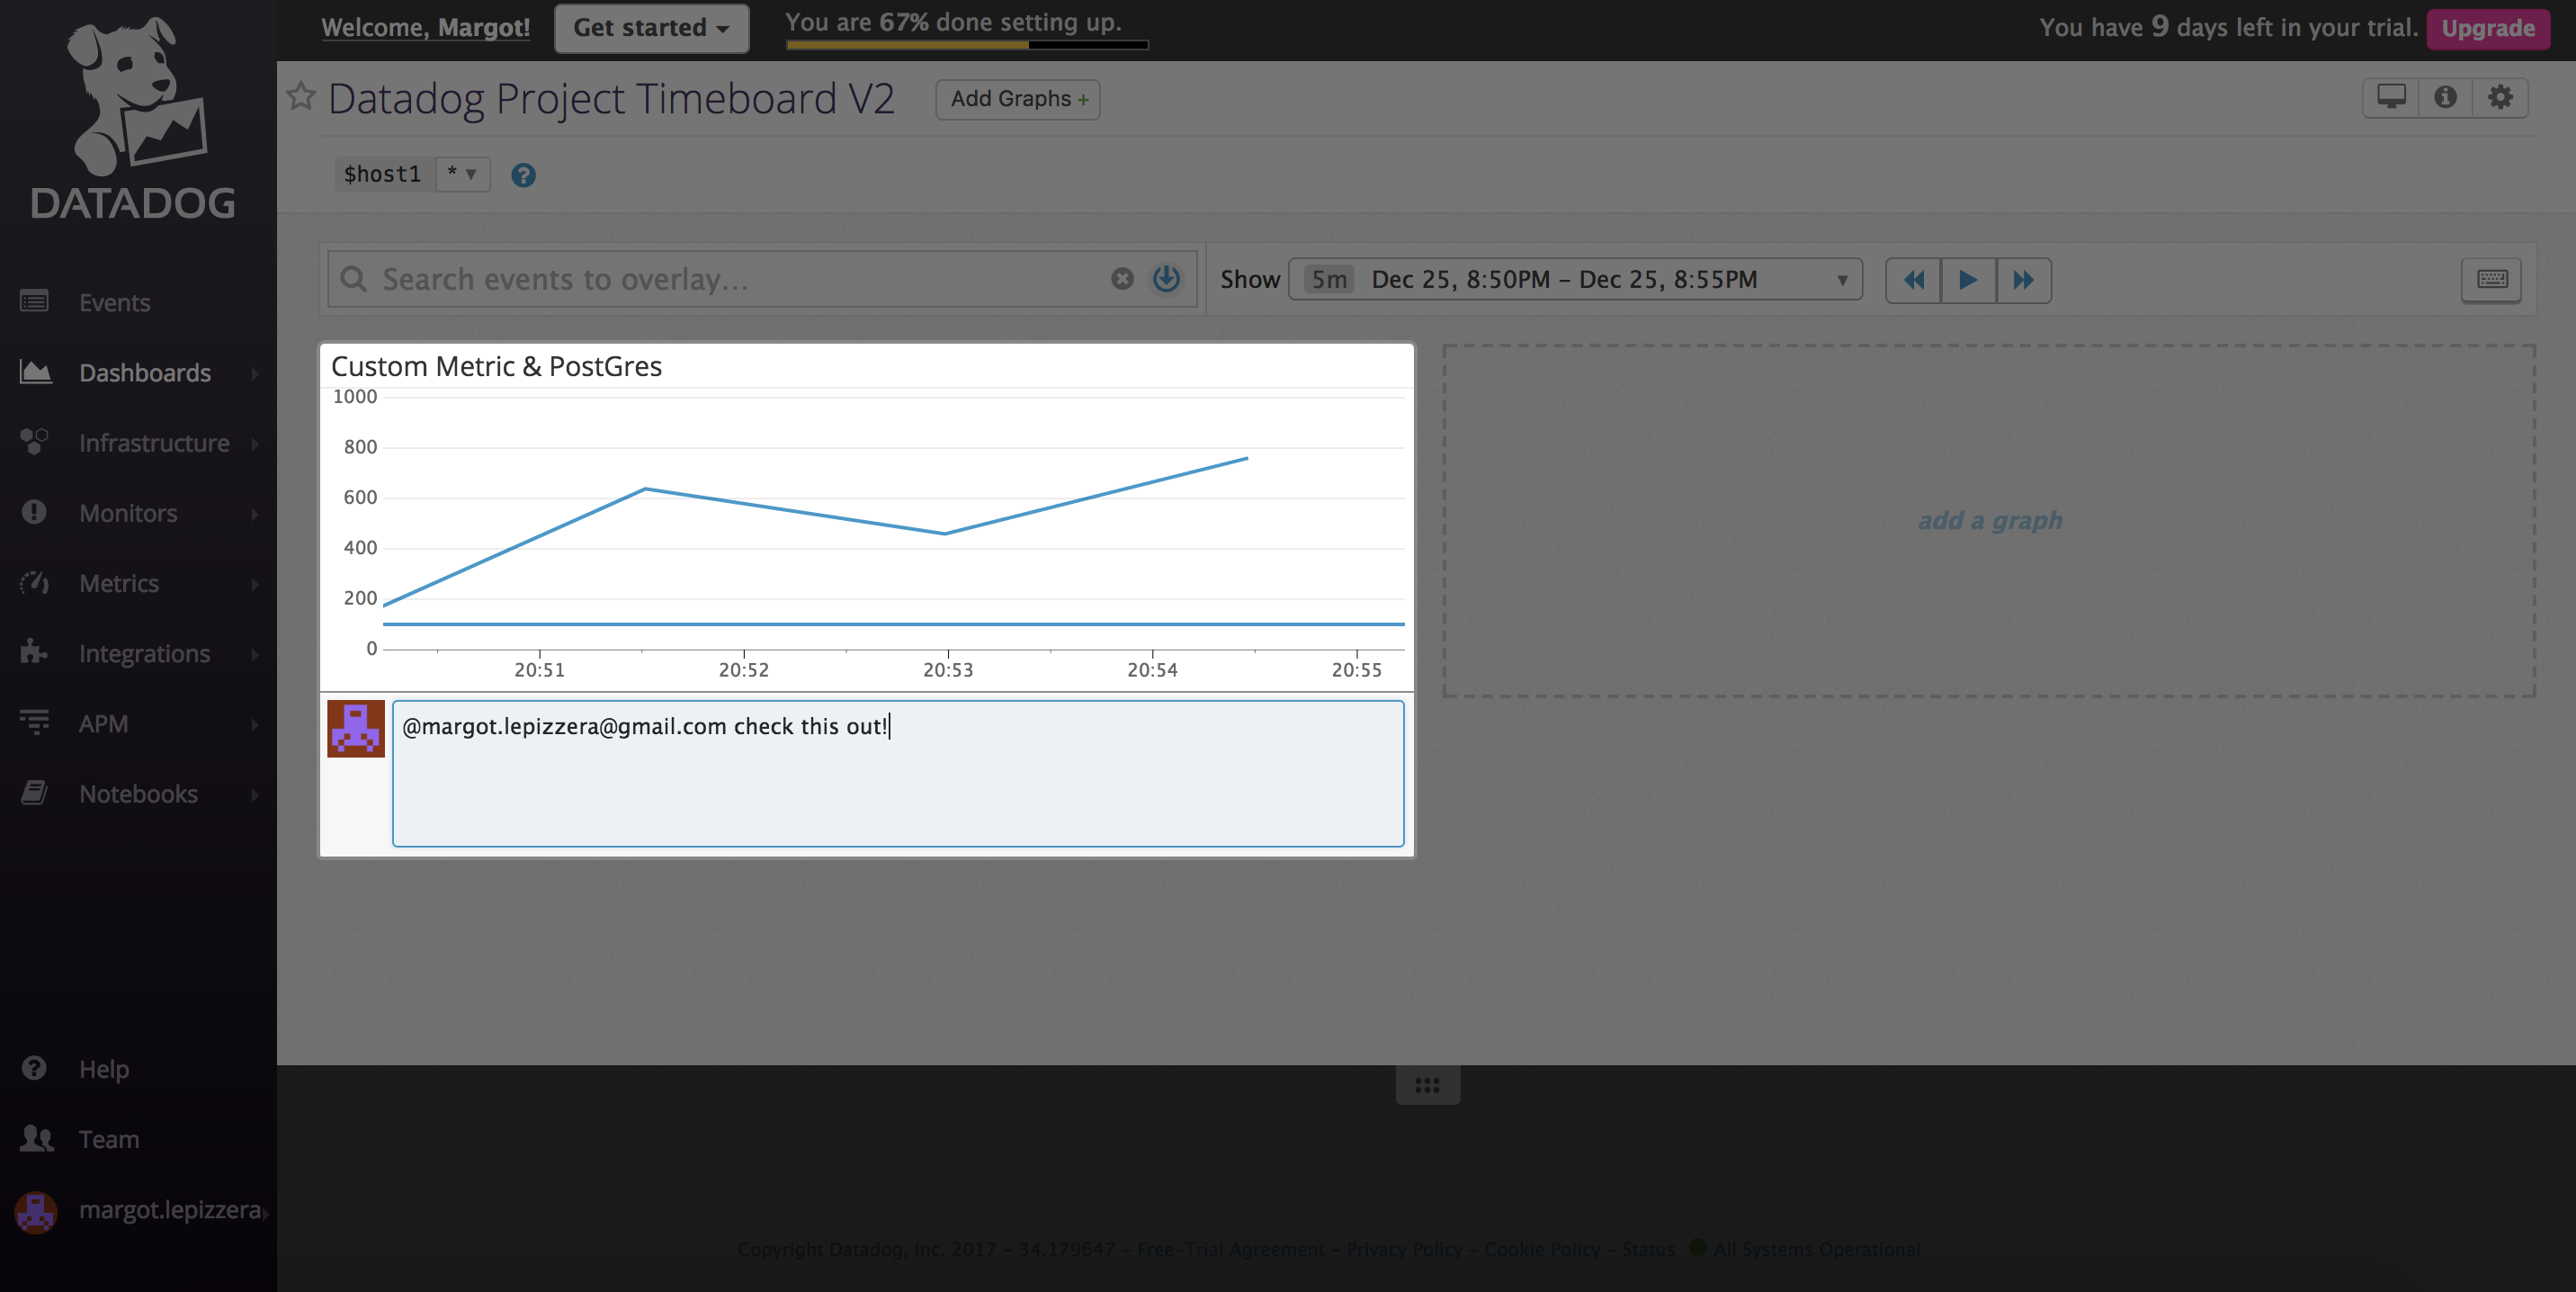 Welcome, Margot!
Get started
You are 67% done setting up.
You have 9 days left in your trial.
Upgrade
DATADOG
Datadog Project Timeboard V2
Add Graphs +
$host1
*
Search events to overlay...
Show
5m
Dec 25, 8:50PM – Dec 25, 8:55PM
Events
Dashboards
Infrastructure
Monitors
Metrics
Integrations
APM
Notebooks
Help
Team
margot.lepizzera
Custom Metric & PostGres
1000
800
600
400
200
0
20:51
20:52
20:53
20:54
20:55
@margot.lepizzera@gmail.com check this out!
add a graph
Copyright Datadog, Inc. 2017 – 34.179647 – Free-Trial Agreement – Privacy Policy – Cookie Policy – Status All Systems Operational